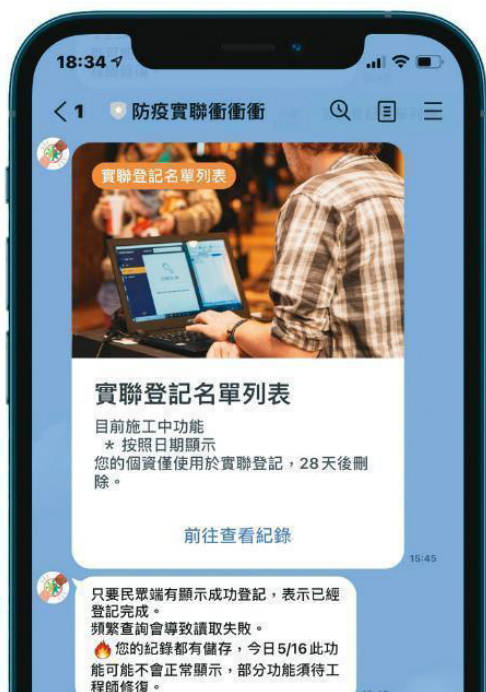 18:34
1 防疫實聯衝衝衝
實聯登記名單列表
實聯登記名單列表
目前施工中功能
* 按照日期顯示
您的個資僅使用於實聯登記,28天後刪
除。
前往查看紀錄
15:45
只要民眾端有顯示成功登記,表示已經
登記完成。
頻繁查詢會導致讀取失敗。
🔥 您的紀錄都有儲存,今日5/16此功
能可能不會正常顯示,部分功能須待工
程師修復。